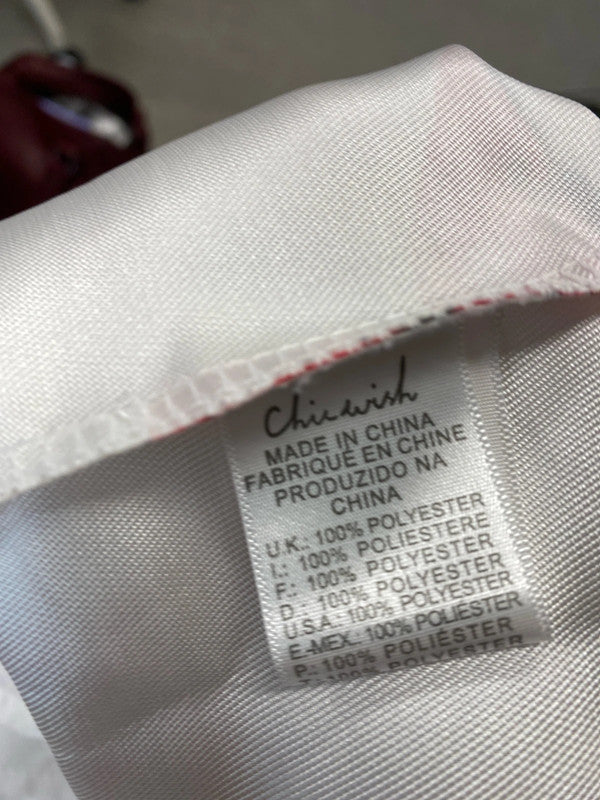 Chicwish
MADE IN CHINA
FABRIQUÉ EN CHINE
PRODUZIDO NA
CHINA
U.K.: 100% POLYESTER
I.: 100% POLIESTERE
F.: 100% POLYESTER
D.: 100% POLYESTER
U.S.A.: 100% POLYESTER
E-MEX.: 100% POLIÉSTER
P.: 100% POLIÉSTER